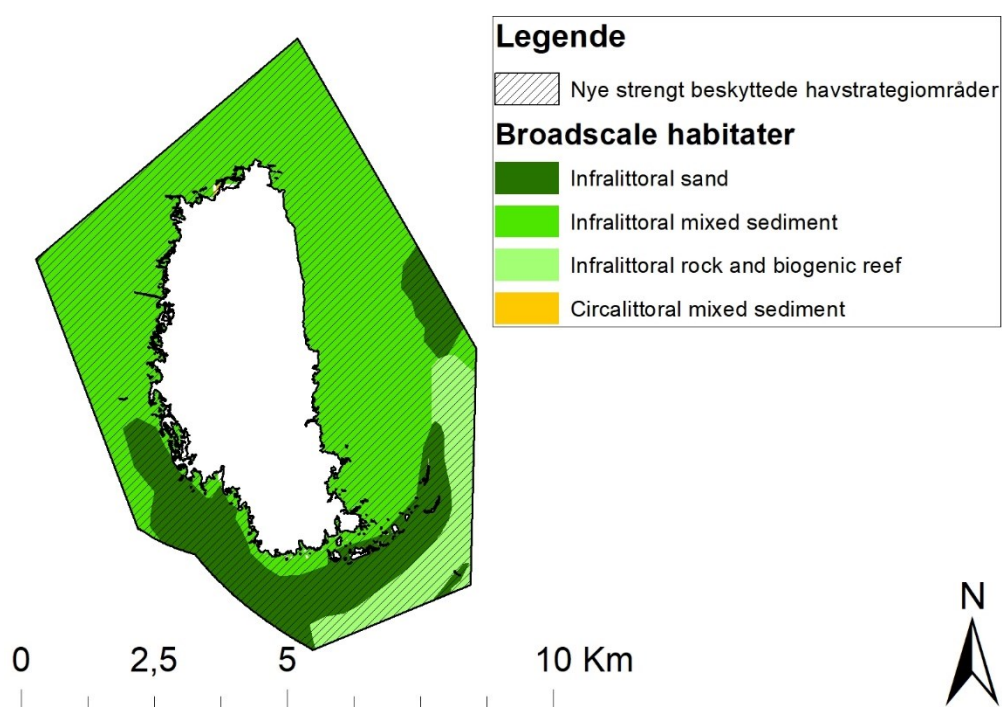 Legende
Nye strengt beskyttede havstrategiområder
Broadscale habitater
Infralittoral sand
Infralittoral mixed sediment
Infralittoral rock and biogenic reef
Circalittoral mixed sediment
N
0 2,5 5 10 Km